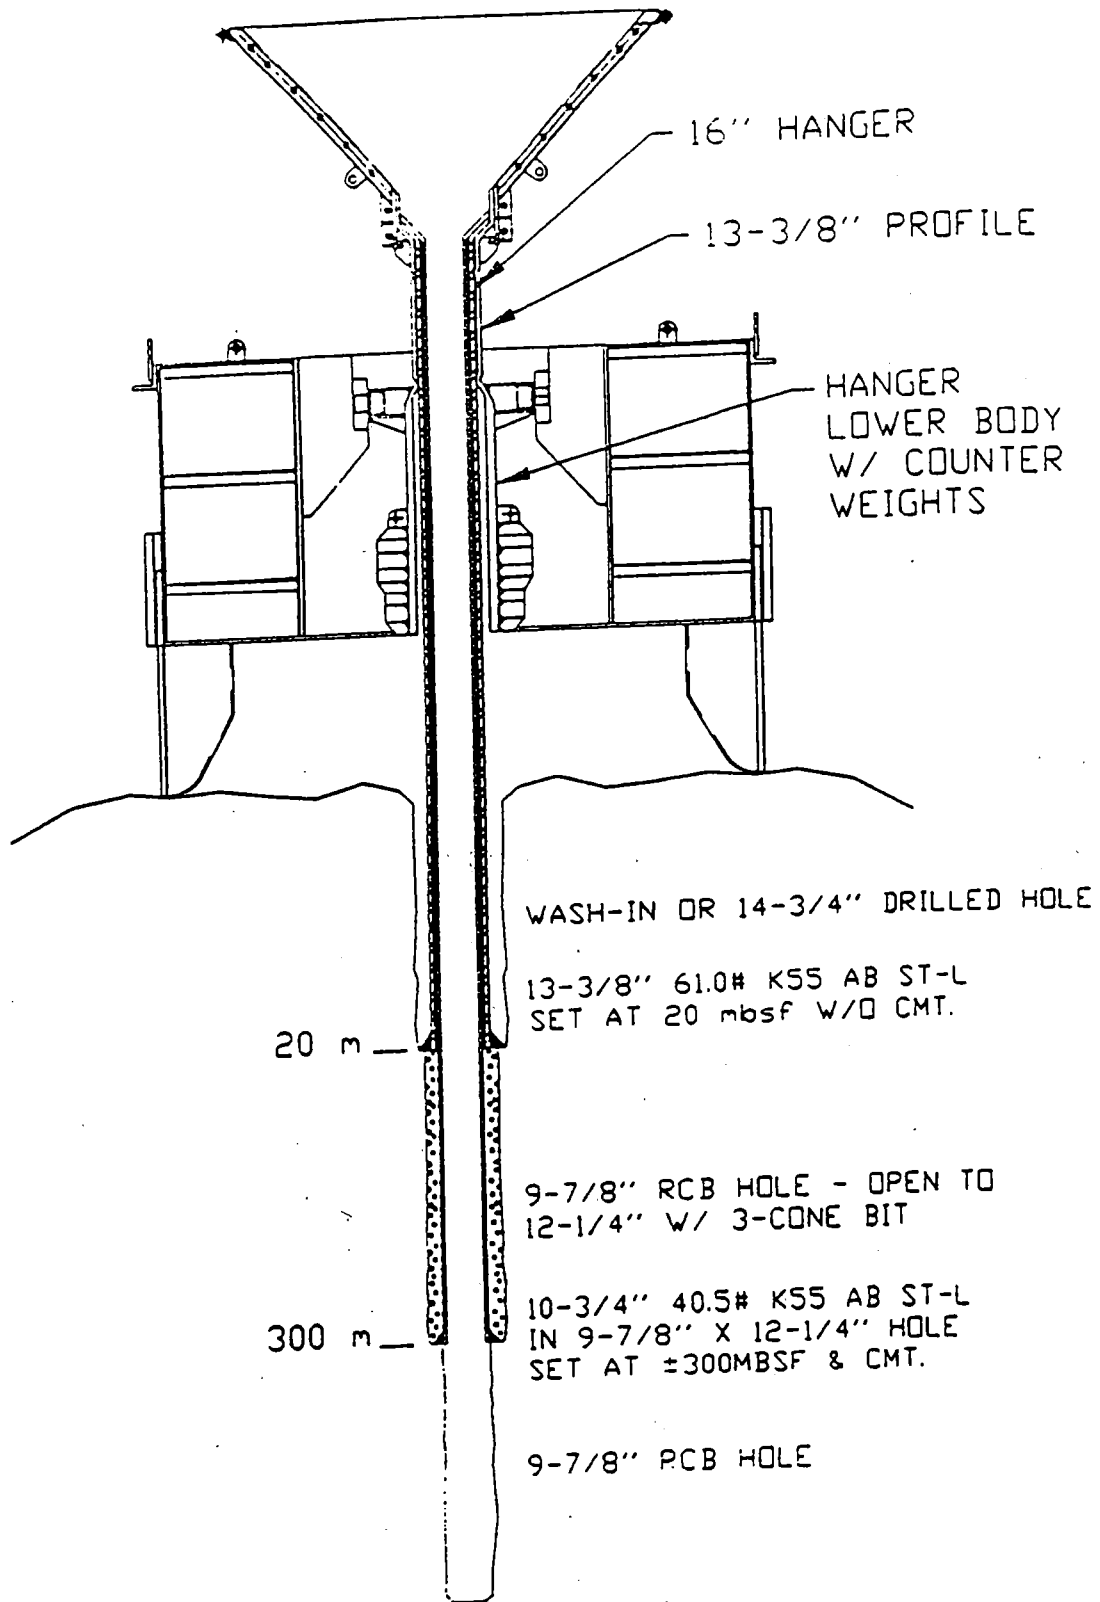 16'' HANGER
13-3/8'' PROFILE
HANGER
LOWER BODY
W/ COUNTER
WEIGHTS
WASH-IN OR 14-3/4'' DRILLED HOLE
13-3/8'' 61.0# K55 AB ST-L
SET AT 20 mbsf W/O CMT.
20 m
9-7/8'' RCB HOLE - OPEN TO
12-1/4'' W/ 3-CONE BIT
10-3/4'' 40.5# K55 AB ST-L
IN 9-7/8'' X 12-1/4'' HOLE
SET AT ±300MBSF & CMT.
300 m
9-7/8'' RCB HOLE